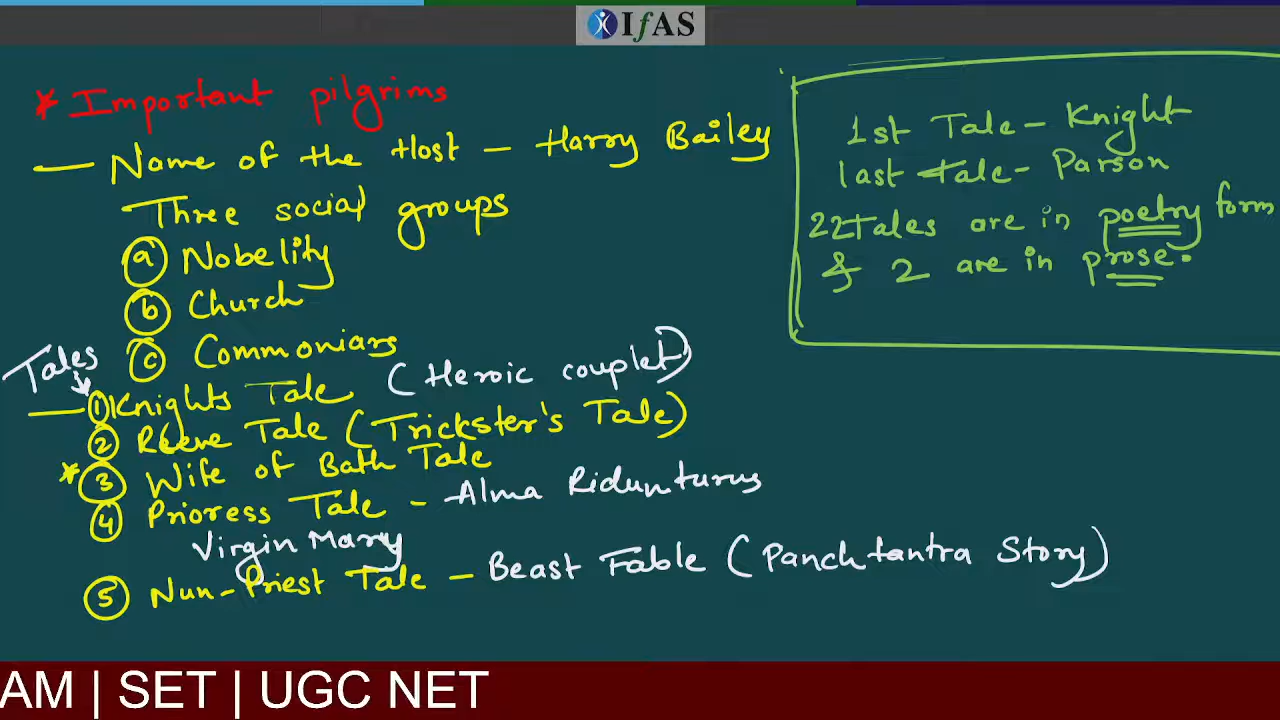 IfAS
* Important pilgrims
— Name of the Host - Harry Bailey
Three social groups
a Nobelity
b Church
c Commonians
Tales
① Knights Tale (Heroic couplet)
② Reeve Tale (Trickster's Tale)
* ③ Wife of Bath Tale
④ Prioress Tale - Alma Ridumturus
Virgin Marry
⑤ Nun-Priest Tale - Beast Fable (Panchtantra Story)
1st Tale - Knight
last Tale - Parson
22 Tales are in poetry form
& 2 are in prose.
AM | SET | UGC NET